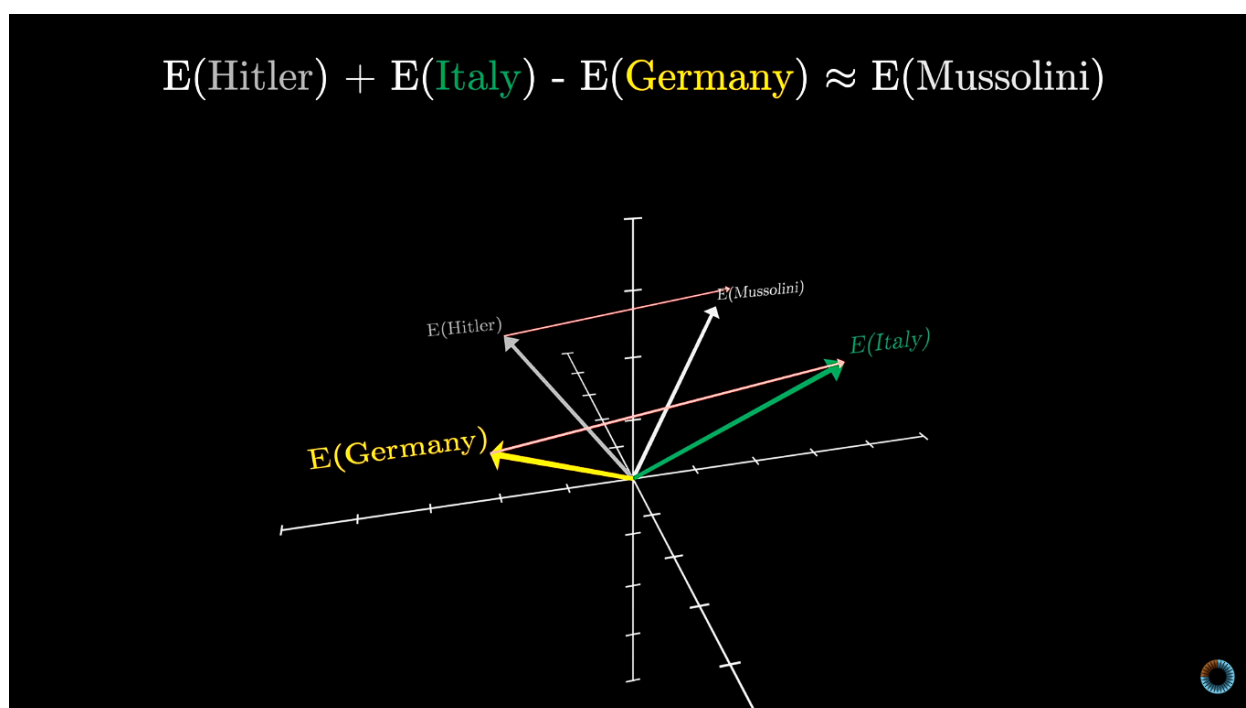 E(Hitler) + E(Italy) - E(Germany) ≈ E(Mussolini)
E(Mussolini)
E(Hitler)
E(Italy)
E(Germany)